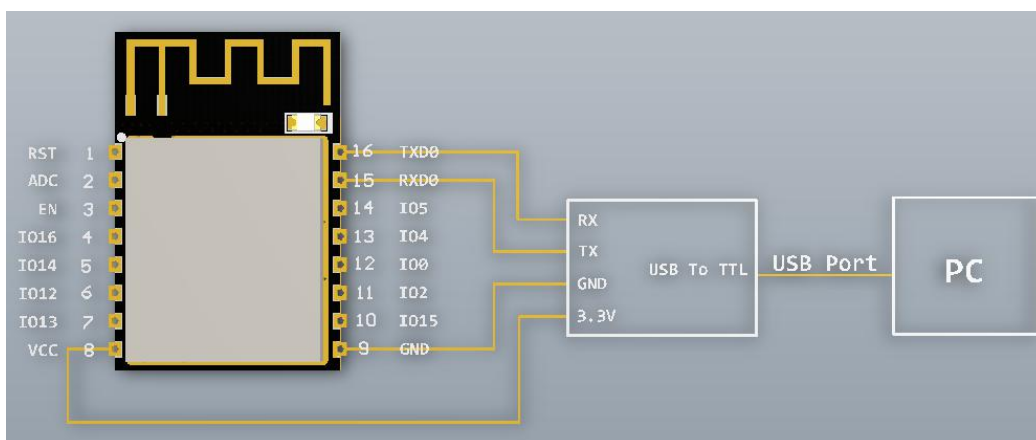 RST 1
ADC 2
EN 3
IO16 4
IO14 5
IO12 6
IO13 7
VCC 8
16 TXD0
15 RXD0
14 IO5
13 IO4
12 IO0
11 IO2
10 IO15
9 GND
RX
TX
GND
3.3V
USB To TTL
USB Port
PC